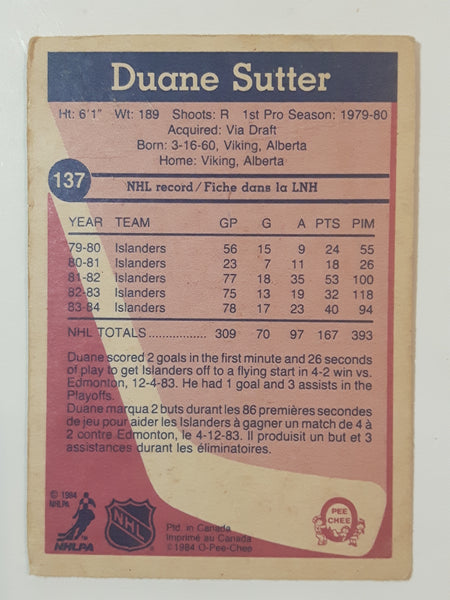 Duane Sutter
Ht: 6'1" Wt: 189 Shoots: R 1st Pro Season: 1979-80
Acquired: Via Draft
Born: 3-16-60, Viking, Alberta
Home: Viking, Alberta
137
NHL record/Fiche dans la LNH
YEAR TEAM GP G A PTS PIM
79-80 Islanders 56 15 9 24 55
80-81 Islanders 23 7 11 18 26
81-82 Islanders 77 18 35 53 100
82-83 Islanders 75 13 19 32 118
83-84 Islanders 78 17 23 40 94
NHL TOTALS.................. 309 70 97 167 393
Duane scored 2 goals in the first minute and 26 seconds
of play to get Islanders off to a flying start in 4-2 win vs.
Edmonton, 12-4-83. He had 1 goal and 3 assists in the
Playoffs.
Duane marqua 2 buts durant les 86 premières secondes
de jeu pour aider les Islanders à gagner un match de 4 à
2 contre Edmonton, le 4-12-83. Il produisit un but et 3
assistances durant les éliminatoires.
© 1984
NHLPA
NHLPA
TM
NHL
Ptd. in Canada
Imprimé au Canada
©1984 O-Pee-Chee
O
PEE
CHEE